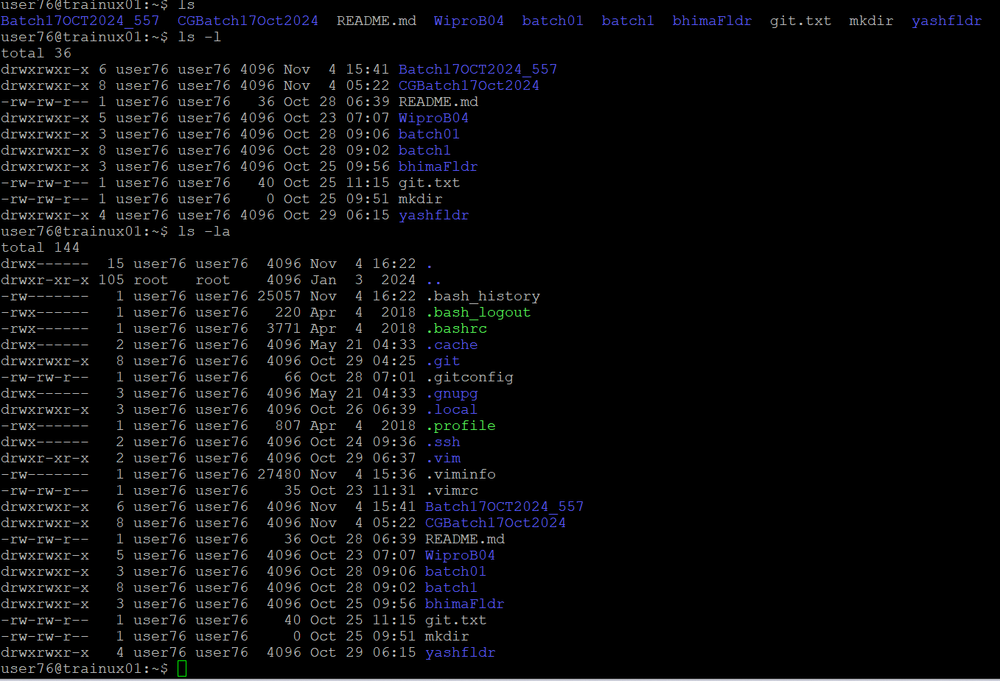 user76@trainux01:~$ ls
Batch17OCT2024_557  CGBatch17Oct2024  README.md  WiproB04  batch01  batch1  bhimaFldr  git.txt  mkdir  yashfldr
user76@trainux01:~$ ls -l
total 36
drwxrwxr-x 6 user76 user76 4096 Nov  4 15:41 Batch17OCT2024_557
drwxrwxr-x 8 user76 user76 4096 Nov  4 05:22 CGBatch17Oct2024
-rw-rw-r-- 1 user76 user76   36 Oct 28 06:39 README.md
drwxrwxr-x 5 user76 user76 4096 Oct 23 07:07 WiproB04
drwxrwxr-x 3 user76 user76 4096 Oct 28 09:06 batch01
drwxrwxr-x 8 user76 user76 4096 Oct 28 09:02 batch1
drwxrwxr-x 3 user76 user76 4096 Oct 25 09:56 bhimaFldr
-rw-rw-r-- 1 user76 user76   40 Oct 25 11:15 git.txt
-rw-rw-r-- 1 user76 user76    0 Oct 25 09:51 mkdir
drwxrwxr-x 4 user76 user76 4096 Oct 29 06:15 yashfldr
user76@trainux01:~$ ls -la
total 144
drwx------  15 user76 user76  4096 Nov  4 16:22 .
drwxr-xr-x 105 root   root    4096 Jan  3  2024 ..
-rw-------   1 user76 user76 25057 Nov  4 16:22 .bash_history
-rwx------   1 user76 user76   220 Apr  4  2018 .bash_logout
-rwx------   1 user76 user76  3771 Apr  4  2018 .bashrc
drwx------   2 user76 user76  4096 May 21 04:33 .cache
drwxrwxr-x   8 user76 user76  4096 Oct 29 04:25 .git
-rw-rw-r--   1 user76 user76    66 Oct 28 07:01 .gitconfig
drwx------   3 user76 user76  4096 May 21 04:33 .gnupg
drwxrwxr-x   3 user76 user76  4096 Oct 26 06:39 .local
-rwx------   1 user76 user76   807 Apr  4  2018 .profile
drwx------   2 user76 user76  4096 Oct 24 09:36 .ssh
drwxr-xr-x   2 user76 user76  4096 Oct 29 06:37 .vim
-rw-------   1 user76 user76 27480 Nov  4 15:36 .viminfo
-rw-rw-r--   1 user76 user76    35 Oct 23 11:31 .vimrc
drwxrwxr-x   6 user76 user76  4096 Nov  4 15:41 Batch17OCT2024_557
drwxrwxr-x   8 user76 user76  4096 Nov  4 05:22 CGBatch17Oct2024
-rw-rw-r--   1 user76 user76    36 Oct 28 06:39 README.md
drwxrwxr-x   5 user76 user76  4096 Oct 23 07:07 WiproB04
drwxrwxr-x   3 user76 user76  4096 Oct 28 09:06 batch01
drwxrwxr-x   8 user76 user76  4096 Oct 28 09:02 batch1
drwxrwxr-x   3 user76 user76  4096 Oct 25 09:56 bhimaFldr
-rw-rw-r--   1 user76 user76    40 Oct 25 11:15 git.txt
-rw-rw-r--   1 user76 user76     0 Oct 25 09:51 mkdir
drwxrwxr-x   4 user76 user76  4096 Oct 29 06:15 yashfldr
user76@trainux01:~$